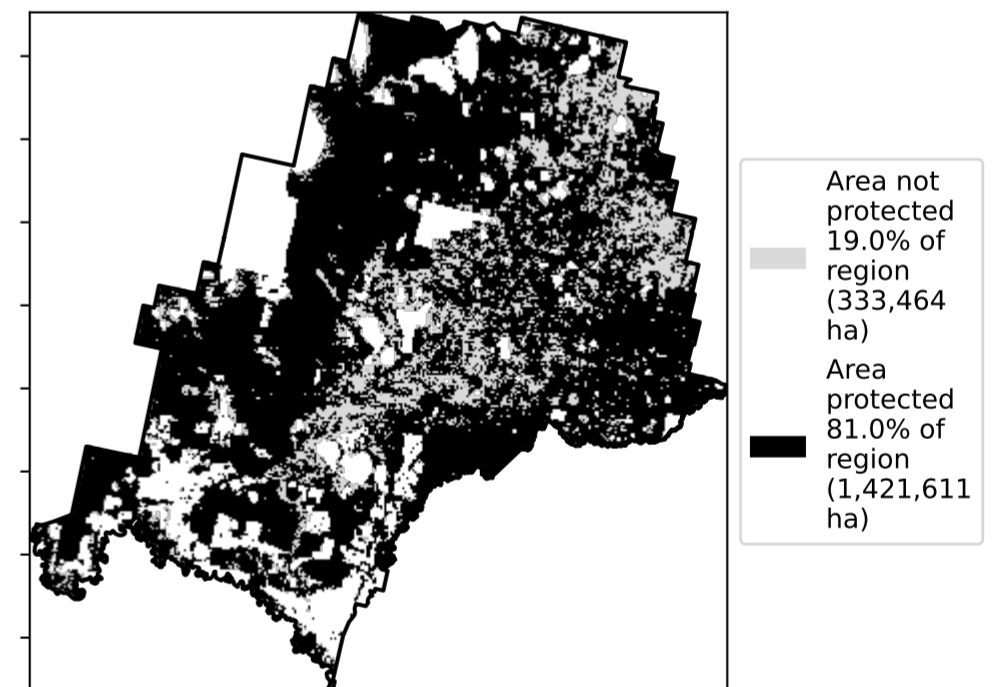 Area not
protected
19.0% of
region
(333,464
ha)
Area
protected
81.0% of
region
(1,421,611
ha)